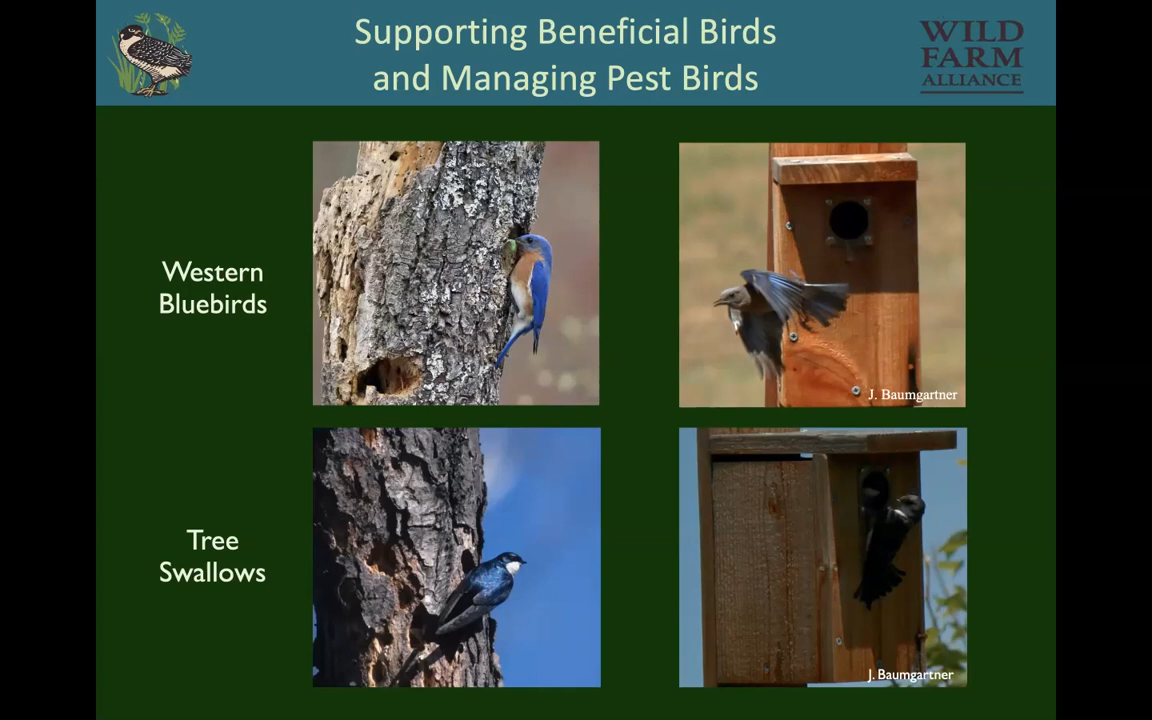 Supporting Beneficial Birds
and Managing Pest Birds
WILD
FARM
ALLIANCE
Western
Bluebirds
J. Baumgartner
Tree
Swallows
J. Baumgartner